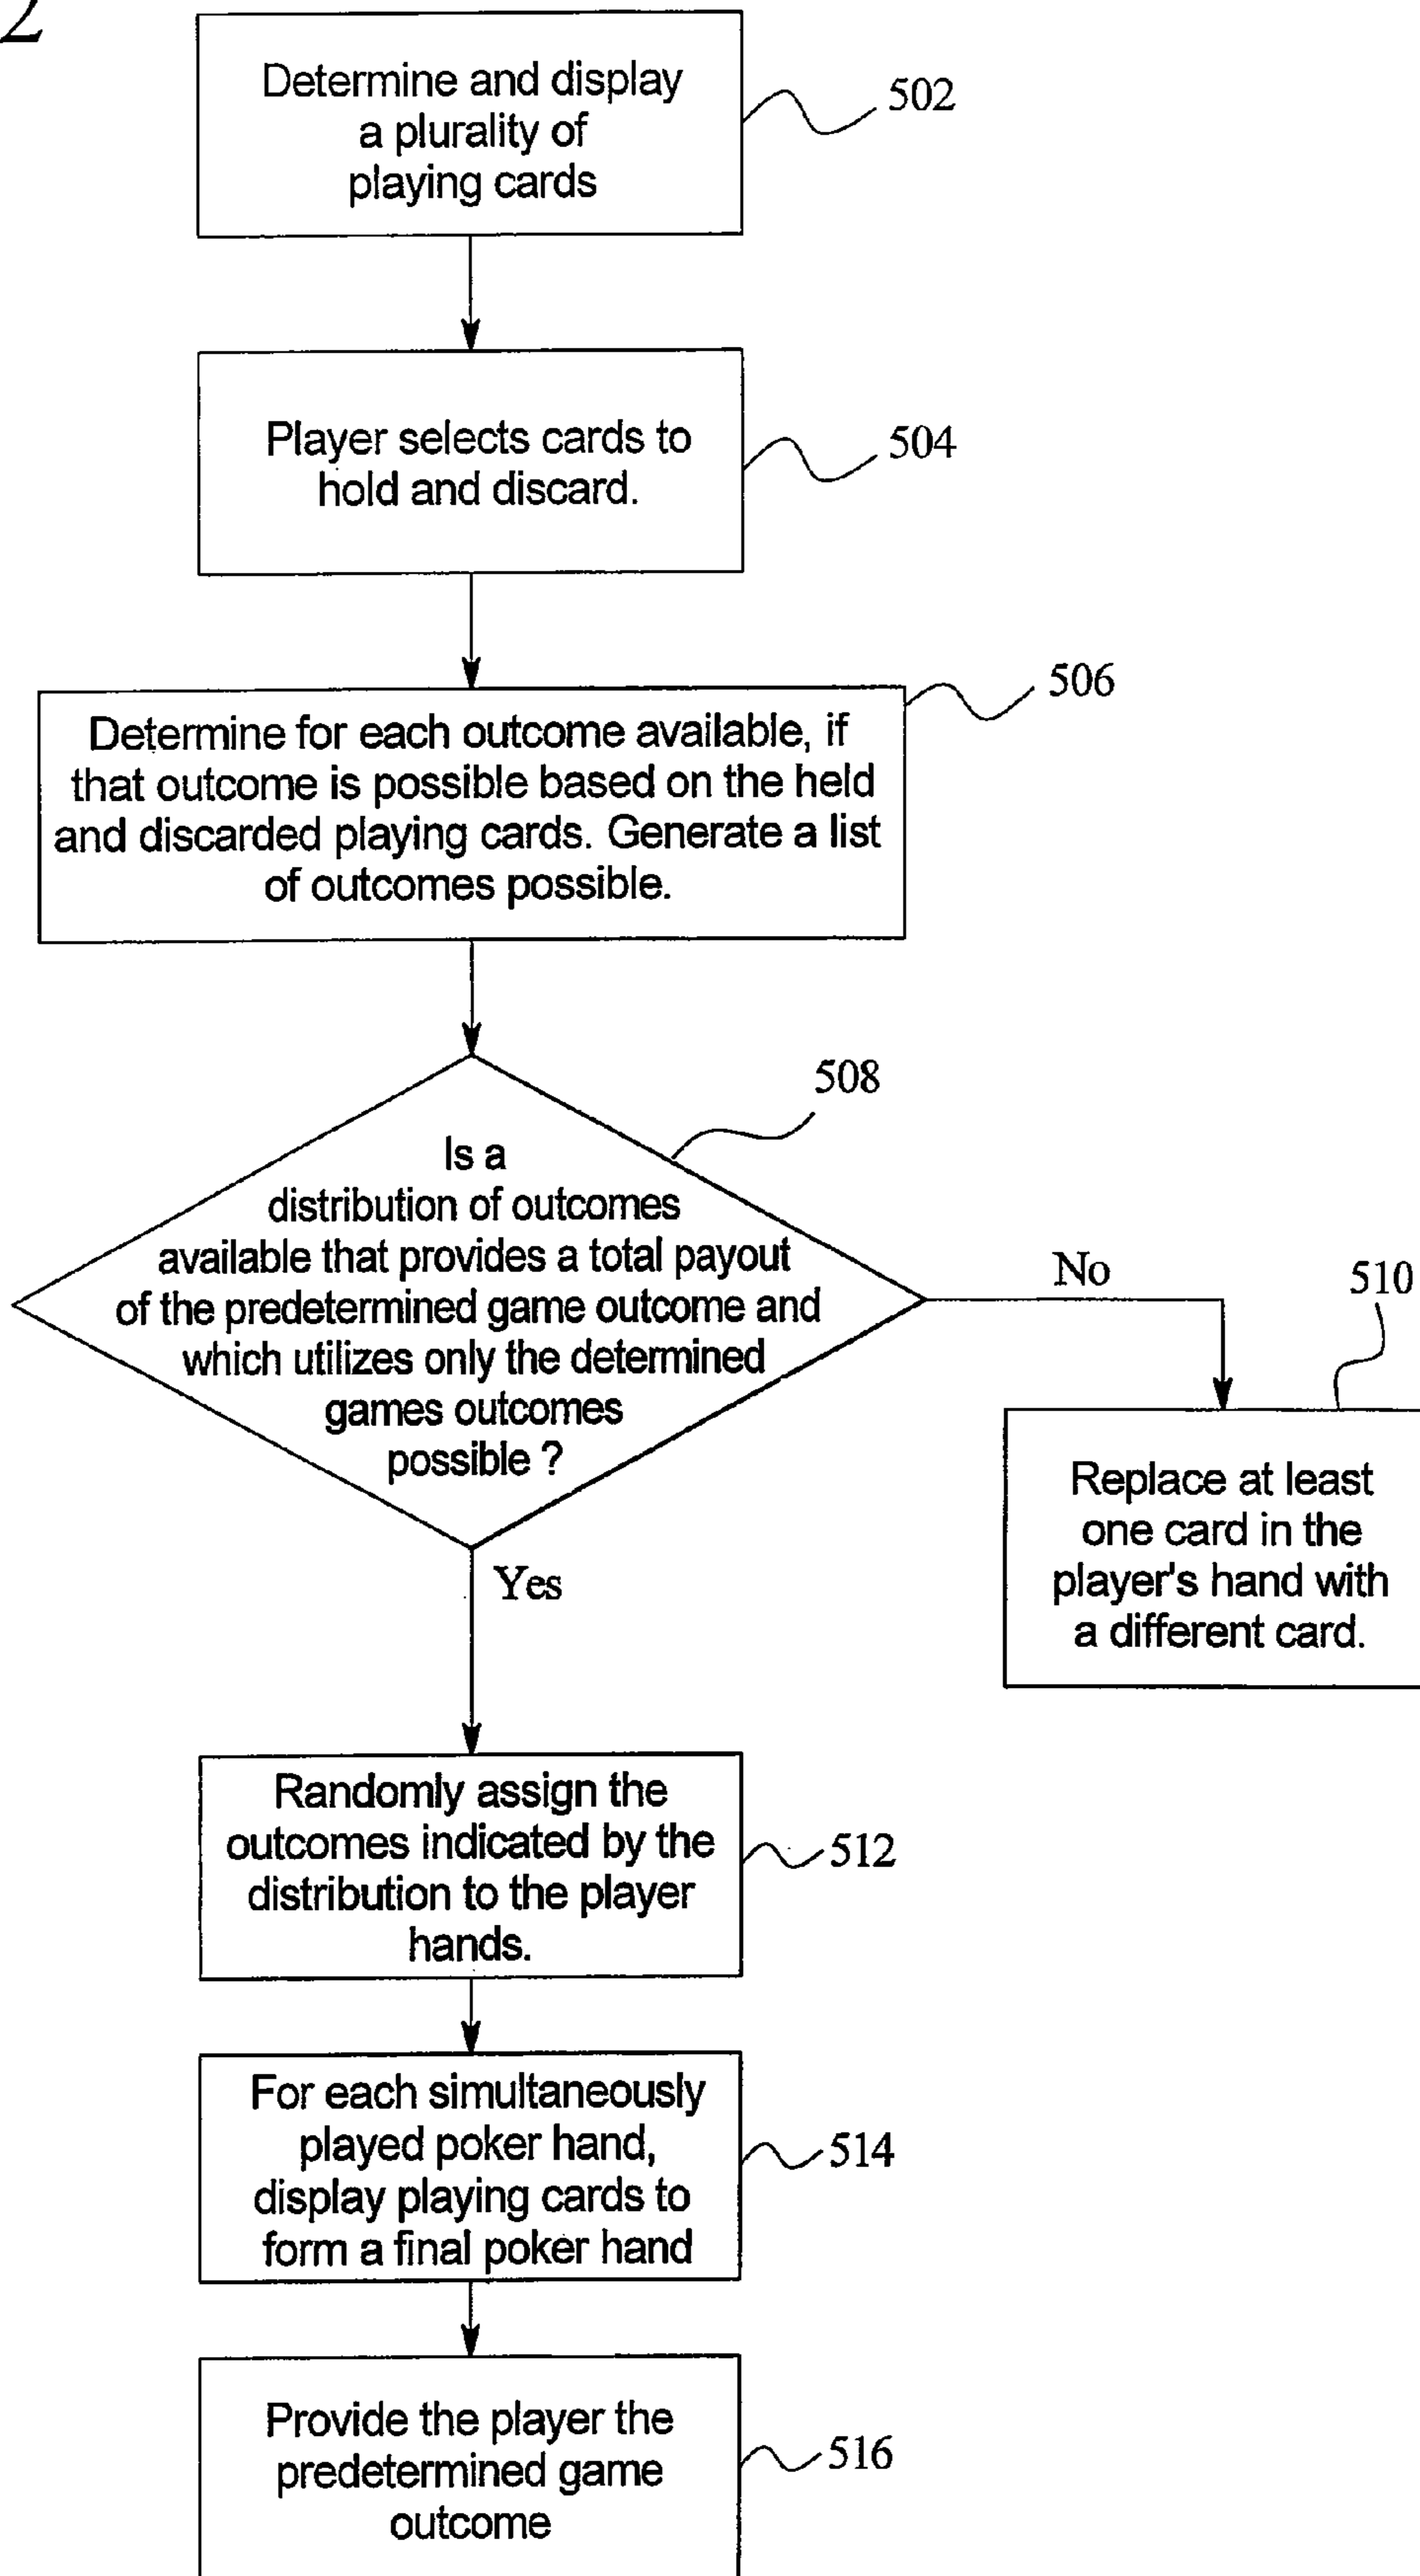 2
Determine and display
a plurality of
playing cards
502
Player selects cards to
hold and discard.
504
506
Determine for each outcome available, if
that outcome is possible based on the held
and discarded playing cards. Generate a list
of outcomes possible.
508
Is a
distribution of outcomes
available that provides a total payout
of the predetermined game outcome and
which utilizes only the determined
games outcomes
possible ?
No
510
Replace at least
one card in the
player's hand with
a different card.
Yes
Randomly assign the
outcomes indicated by the
distribution to the player
hands.
512
For each simultaneously
played poker hand,
display playing cards to
form a final poker hand
514
Provide the player the
predetermined game
outcome
516